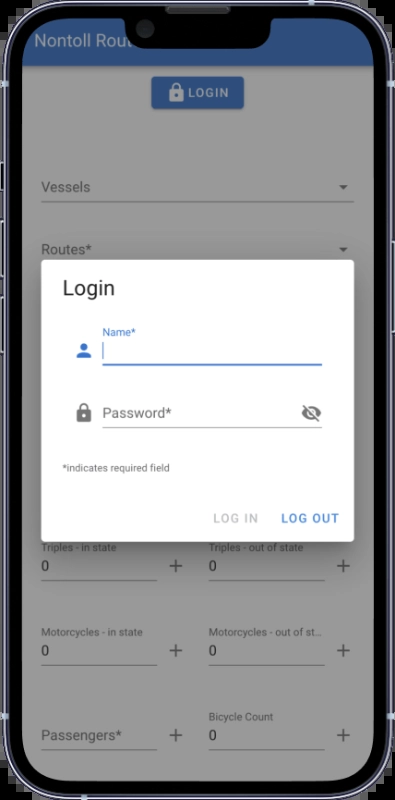 Nontoll Rout
LOGIN
Vessels
Routes*
Login
Name*
Password*
*indicates required field
LOG IN LOG OUT
Triples - in state Triples - out of state
0 0
Motorcycles - in state Motorcycles - out of st...
0 0
Bicycle Count
Passengers* 0